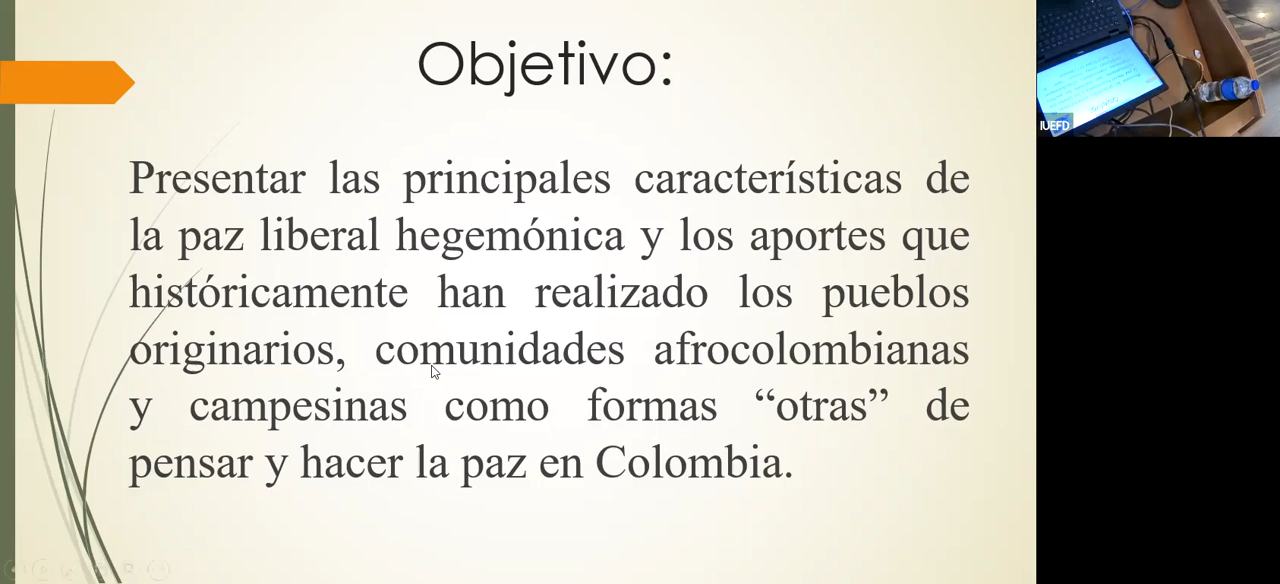 Objetivo:
Presentar las principales características de
la paz liberal hegemónica y los aportes que
históricamente han realizado los pueblos
originarios, comunidades afrocolombianas
y campesinas como formas “otras” de
pensar y hacer la paz en Colombia.
IUEFD